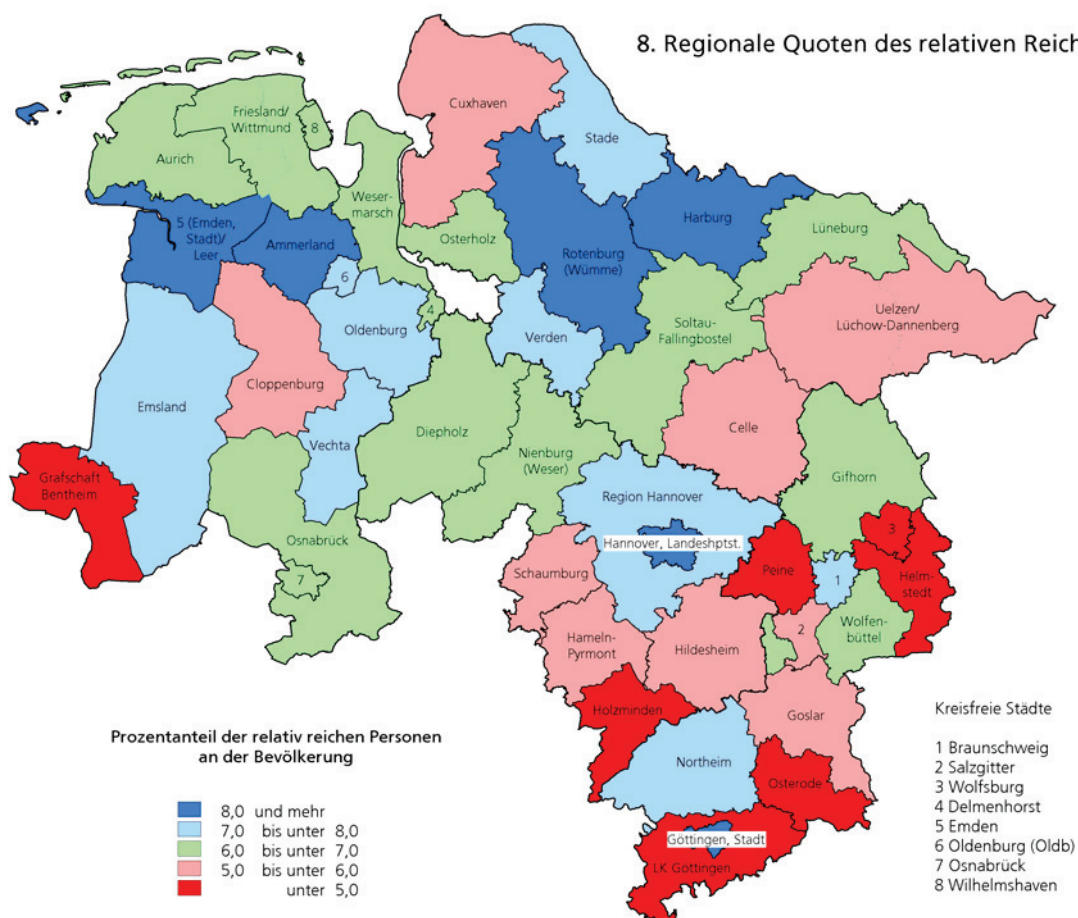 8. Regionale Quoten des relativen Reich
Cuxhaven
Stade
Friesland/
Wittmund
8
Aurich
Weser-
marsch
5 (Emden,
Stadt)/
Leer
Ammerland
Osterholz
Rotenburg
(Wümme)
Harburg
Lüneburg
6
4
Oldenburg
Verden
Soltau-
Fallingbostel
Uelzen/
Lüchow-Dannenberg
Cloppenburg
Emsland
Vechta
Diepholz
Celle
Nienburg
(Weser)
Gifhorn
Grafschaft
Bentheim
Region Hannover
3
Osnabrück
Hannover, Landeshptst.
7
Schaumburg
Peine
1
Helm-
stedt
Hameln-
Pyrmont
Hildesheim
2
Wolfen-
büttel
Holzminden
Goslar
Northeim
Osterode
Göttingen, Stadt
LK Göttingen
Prozentanteil der relativ reichen Personen
an der Bevölkerung
8,0 und mehr
7,0 bis unter 8,0
6,0 bis unter 7,0
5,0 bis unter 6,0
unter 5,0
Kreisfreie Städte
1 Braunschweig
2 Salzgitter
3 Wolfsburg
4 Delmenhorst
5 Emden
6 Oldenburg (Oldb)
7 Osnabrück
8 Wilhelmshaven